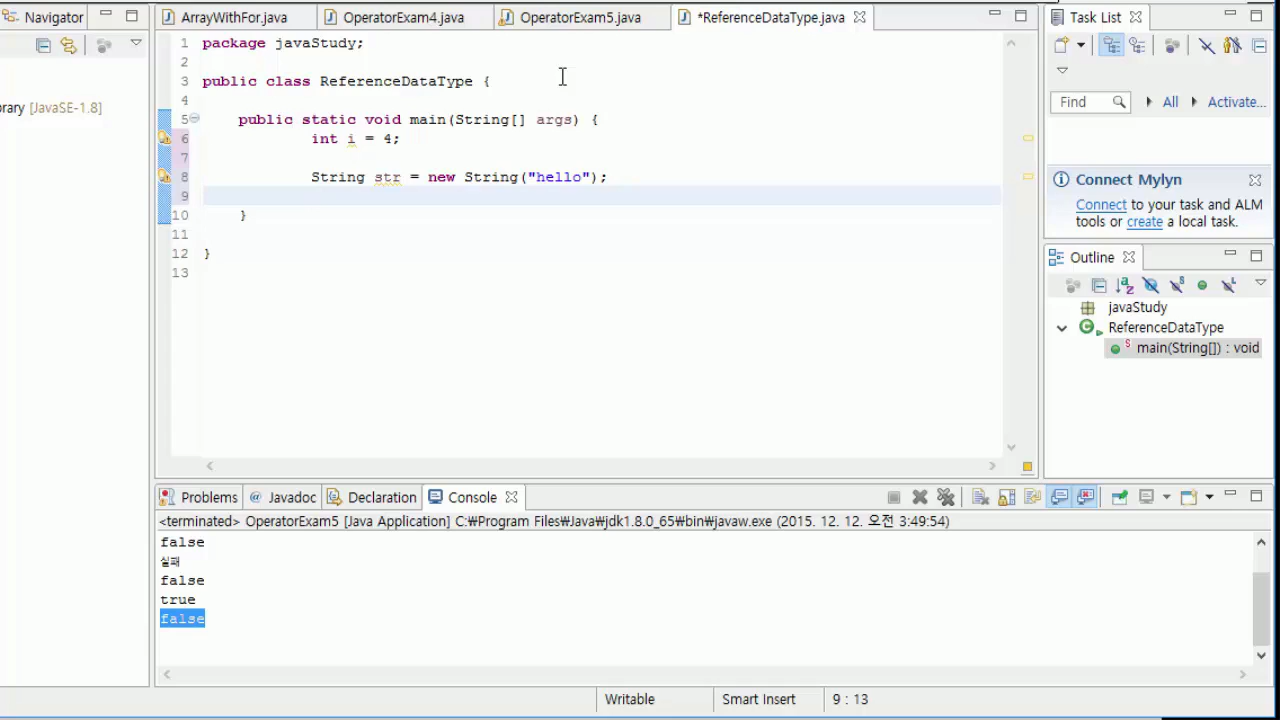 Navigator
ArrayWithFor.java
OperatorExam4.java
OperatorExam5.java
*ReferenceDataType.java
Task List
rary [JavaSE-1.8]
1 package javaStudy;
2
3 public class ReferenceDataType {
4
5 public static void main(String[] args) {
6 int i = 4;
7
8 String str = new String("hello");
9
10 }
11
12 }
13
Find
All
Activate...
Connect Mylyn
Connect to your task and ALM
tools or create a local task.
Outline
javaStudy
ReferenceDataType
main(String[]) : void
Problems
@ Javadoc
Declaration
Console
<terminated> OperatorExam5 [Java Application] C:₩Program Files₩Java₩jdk1.8.0_65₩bin₩javaw.exe (2015. 12. 12. 오전 3:49:54)
false
실패
false
true
false
Writable
Smart Insert
9 : 13